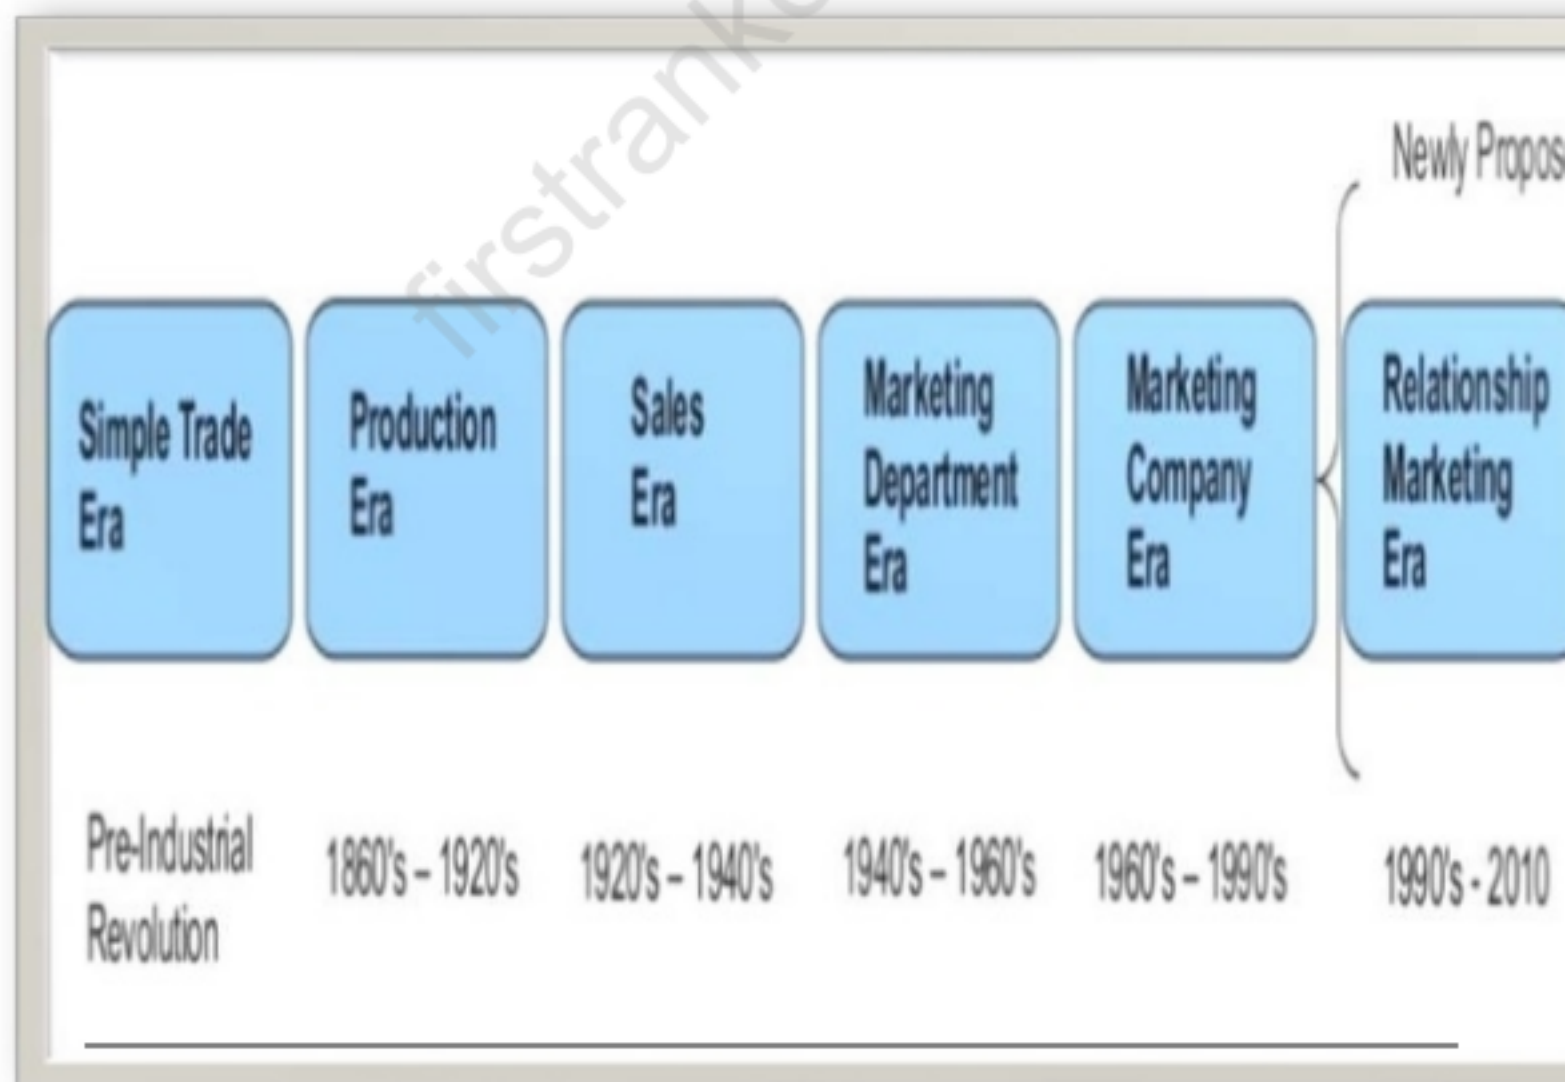 firstrank
Newly Propos
Simple Trade
Era
Production
Era
Sales
Era
Marketing
Department
Era
Marketing
Company
Era
Relationship
Marketing
Era
Pre-Industrial
Revolution
1860's – 1920's
1920's – 1940's
1940's – 1960's
1960's – 1990's
1990's - 2010